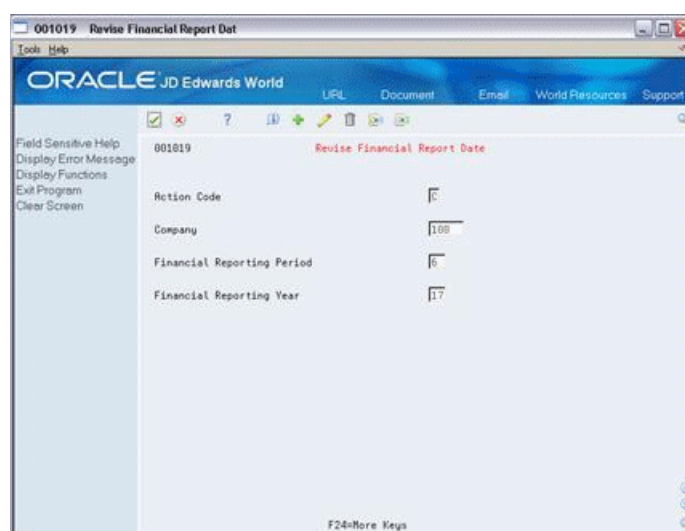 001019 Revise Financial Report Dat
Tools Help
ORACLE JD Edwards World
URL Document Email World Resources Support
Field Sensitive Help
Display Error Message
Display Functions
Exit Program
Clear Screen
001019 Revise Financial Report Date
Action Code C
Company 100
Financial Reporting Period 6
Financial Reporting Year 17
F24=More Keys